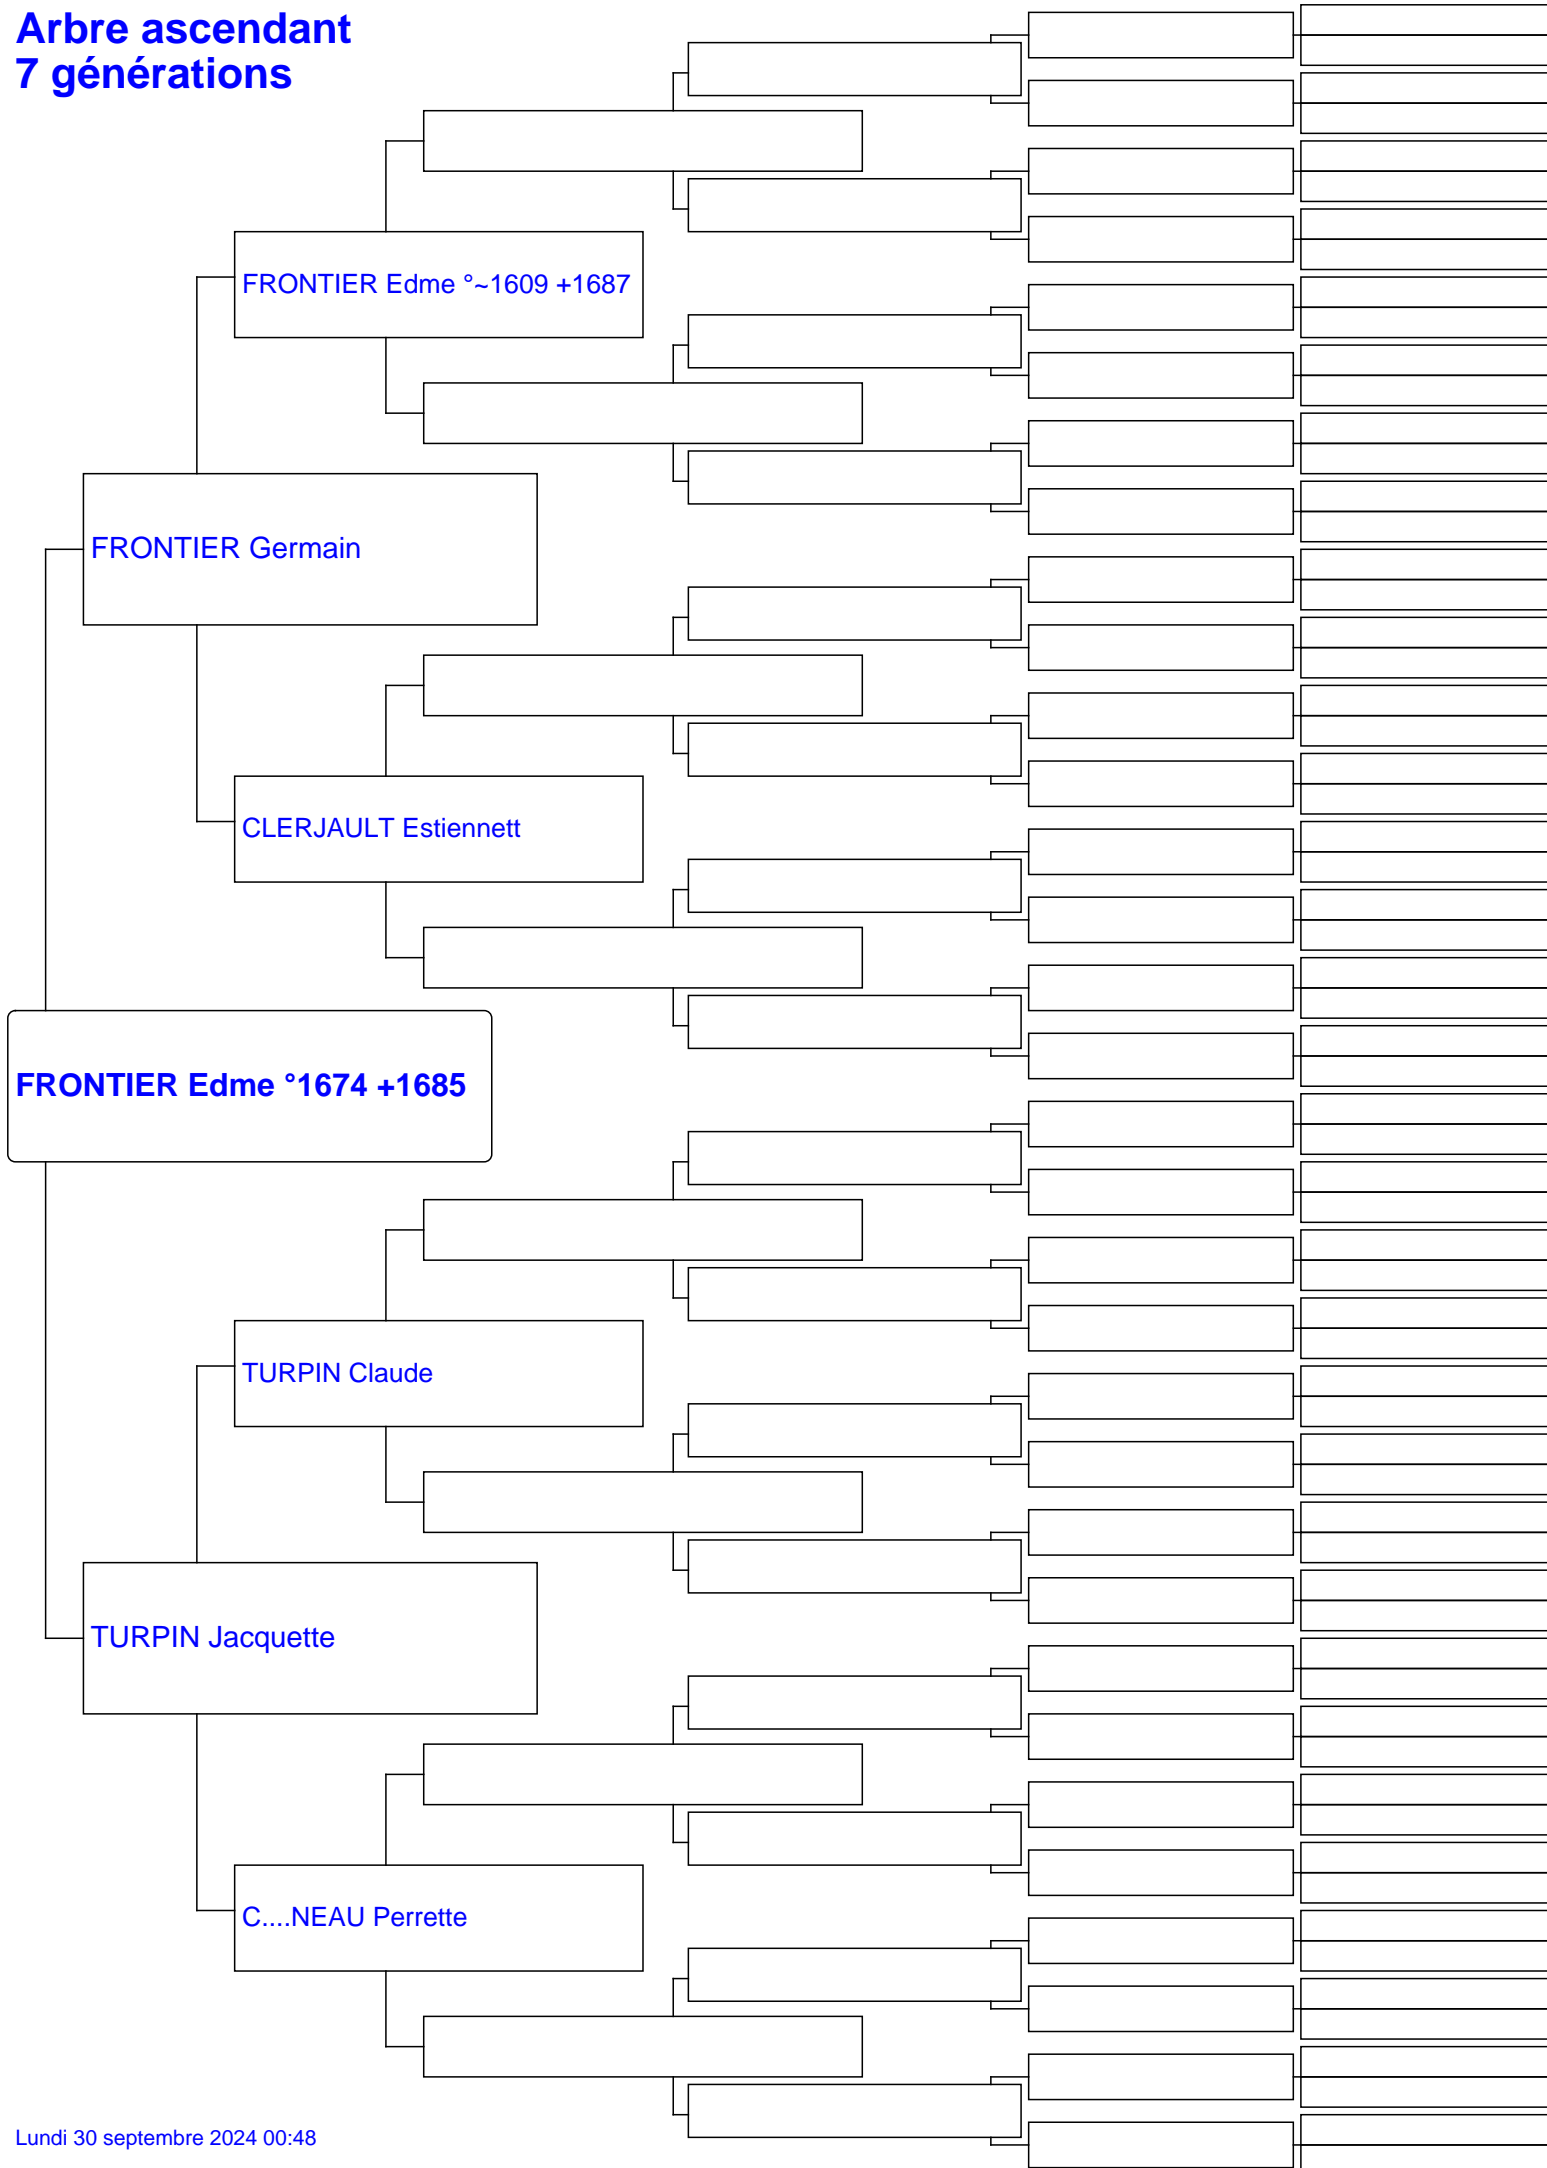 Arbre ascendant
7 générations
FRONTIER Edme °~1609 +1687
FRONTIER Germain
CLERJAULT Estiennett
FRONTIER Edme °1674 +1685
TURPIN Claude
TURPIN Jacquette
C....NEAU Perrette
Lundi 30 septembre 2024 00:48